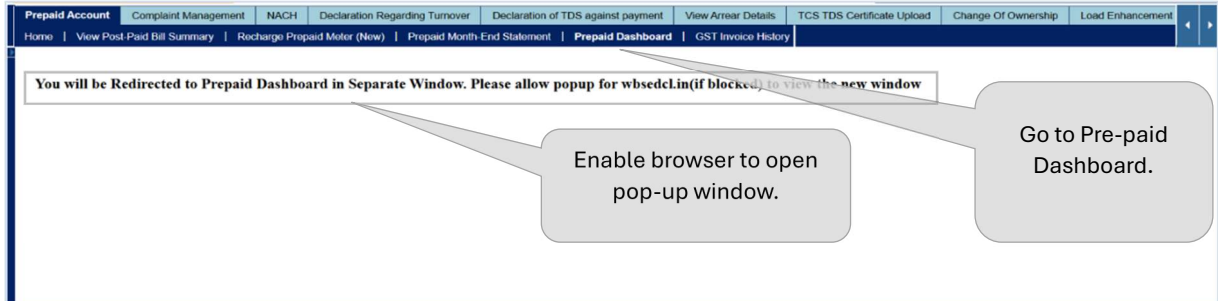 Prepaid Account Complaint Management NACH Declaration Regarding Turnover Declaration of TDS against payment View Arrear Details TCS TDS Certificate Upload Change Of Ownership Load Enhancement
Home | View Post-Paid Bill Summary | Recharge Prepaid Meter (New) | Prepaid Month-End Statement | Prepaid Dashboard | GST Invoice History
You will be Redirected to Prepaid Dashboard in Separate Window. Please allow popup for wbsedcl.in(if blocked) to view the new window
Go to Pre-paid
Dashboard.
Enable browser to open
pop-up window.